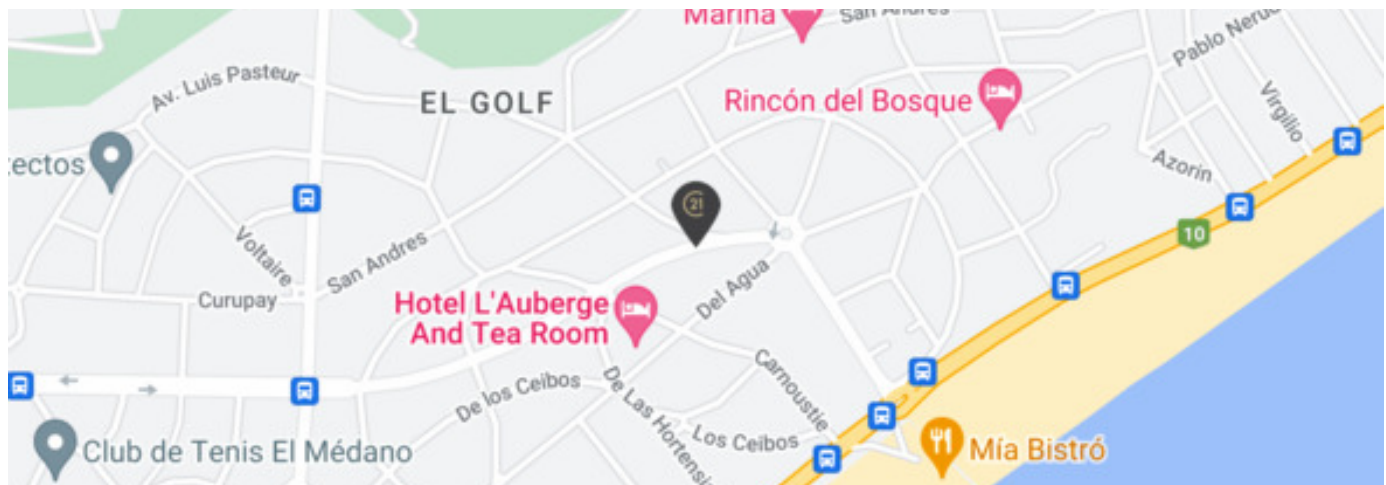 Marina
San Andres
Pablo Nerud
Av. Luis Pasteur
EL GOLF
Rincón del Bosque
Virgilio
tectos
Azorin
21
Voltaire
San Andres
10
Curupay
Del Agua
Hotel L'Auberge
And Tea Room
De los Ceibos
Carnoustie
De Las Hortensi
Los Ceibos
Club de Tenis El Médano
Mía Bistró